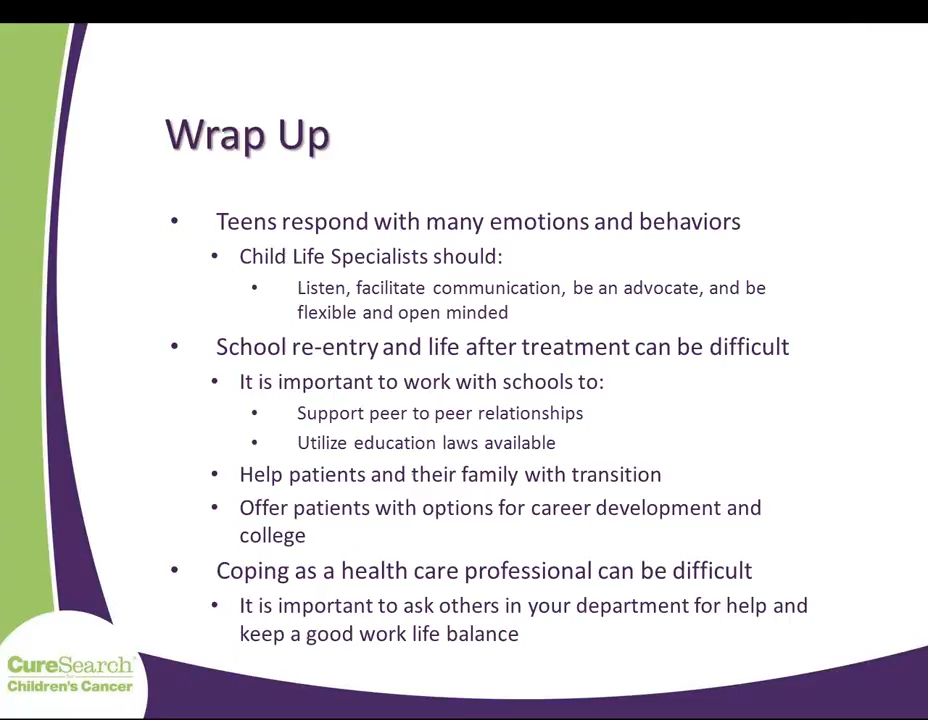 Wrap Up
• Teens respond with many emotions and behaviors
• Child Life Specialists should:
• Listen, facilitate communication, be an advocate, and be
flexible and open minded
• School re-entry and life after treatment can be difficult
• It is important to work with schools to:
• Support peer to peer relationships
• Utilize education laws available
• Help patients and their family with transition
• Offer patients with options for career development and
college
• Coping as a health care professional can be difficult
• It is important to ask others in your department for help and
keep a good work life balance
CureSearch
Children's Cancer